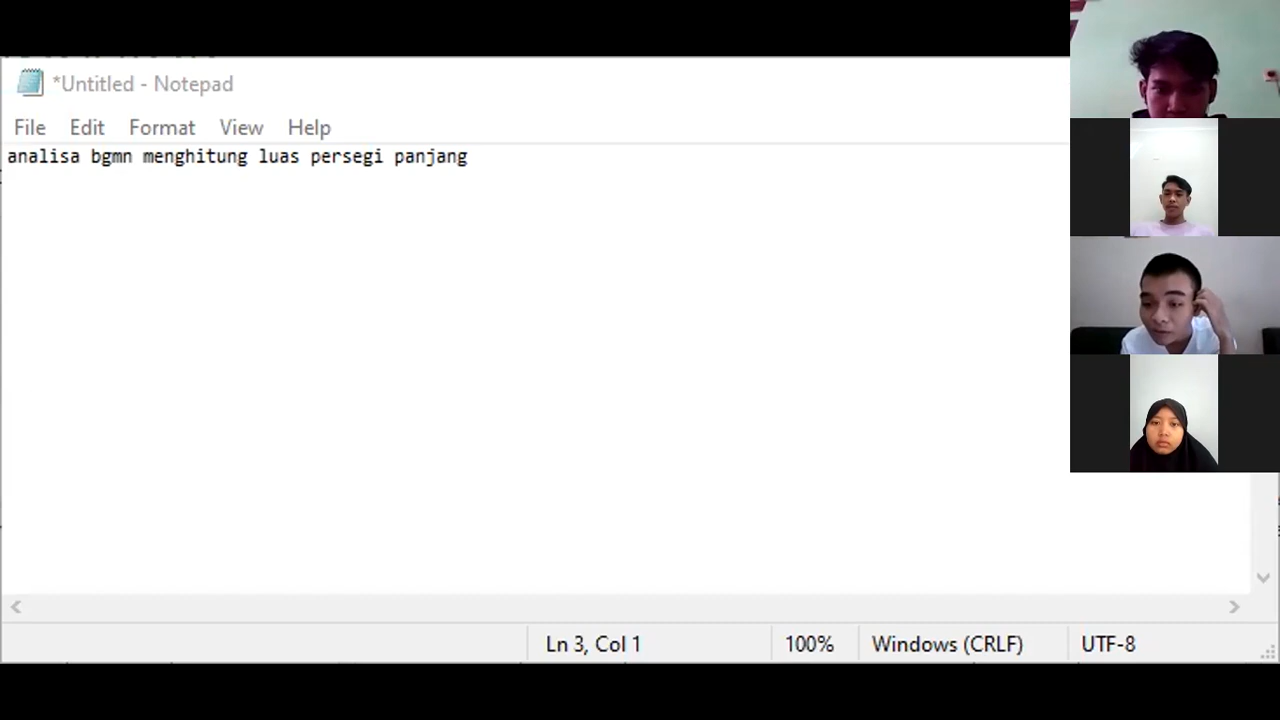 *Untitled - Notepad
File Edit Format View Help
analisa bgmn menghitung luas persegi panjang
Ln 3, Col 1 100% Windows (CRLF) UTF-8